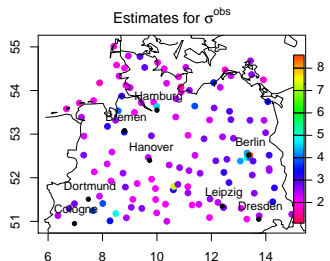 Estimates for σ^obs
55
54
53
52
51
6 8 10 12 14
Hamburg
Bremen
Hanover
Berlin
Dortmund
Leipzig
Cologne
Dresden
8
7
6
5
4
3
2